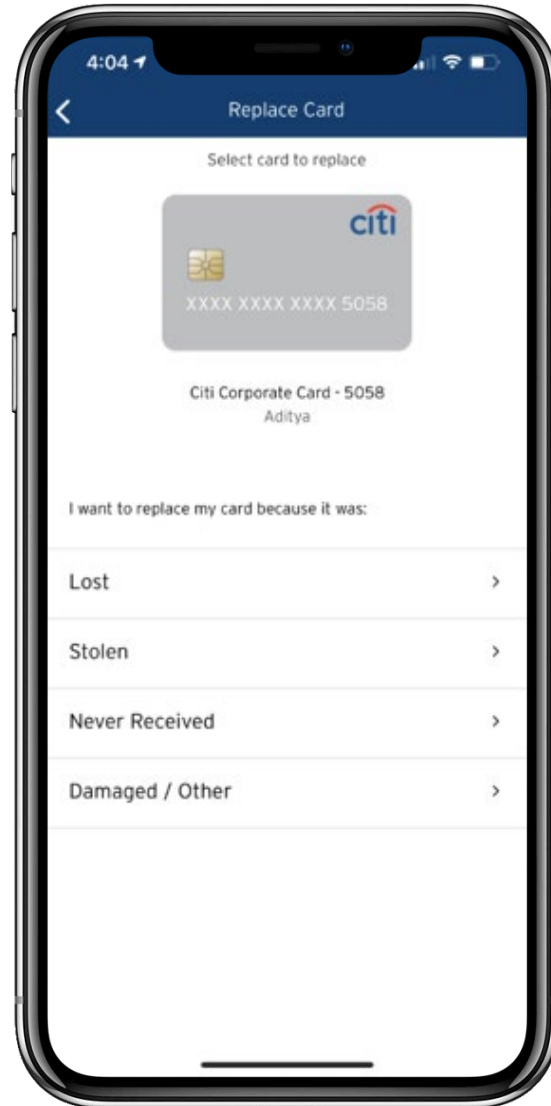 4:04
Replace Card
Select card to replace
citi
XXXX XXXX XXXX 5058
Citi Corporate Card - 5058
Aditya
I want to replace my card because it was:
Lost
Stolen
Never Received
Damaged / Other